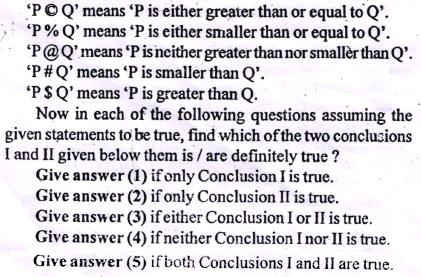 ‘P © Q’ means ‘P is either greater than or equal to Q’.
‘P % Q’ means ‘P is either smaller than or equal to Q’.
‘P @ Q’ means ‘P is neither greater than nor smaller than Q’.
‘P # Q’ means ‘P is smaller than Q’.
‘P $ Q’ means ‘P is greater than Q.
Now in each of the following questions assuming the
given statements to be true, find which of the two conclusions
I and II given below them is / are definitely true ?
Give answer (1) if only Conclusion I is true.
Give answer (2) if only Conclusion II is true.
Give answer (3) if either Conclusion I or II is true.
Give answer (4) if neither Conclusion I nor II is true.
Give answer (5) if both Conclusions I and II are true.